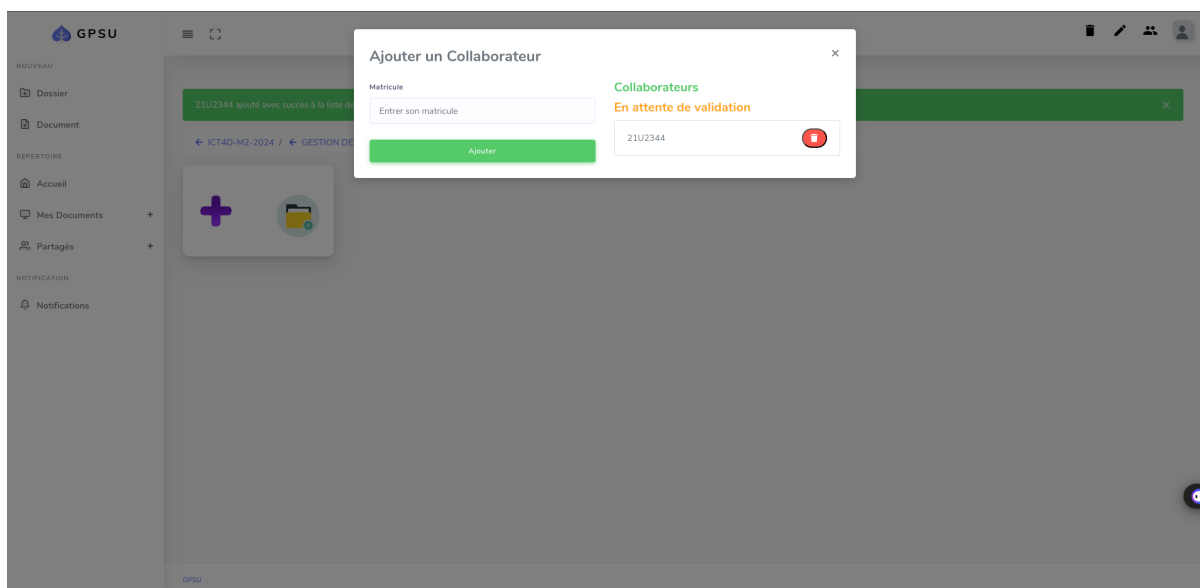 GPSU
NOUVEAU
Dossier
Document
REPERTOIRE
Accueil
Mes Documents +
Partagés +
NOTIFICATION
Notifications
21U2344 ajouté avec succès à la liste de
← ICT4D-M2-2024 / ← GESTION DE
Ajouter un Collaborateur ×
Matricule
Entrer son matricule
Ajouter
Collaborateurs
En attente de validation
21U2344
GPSU